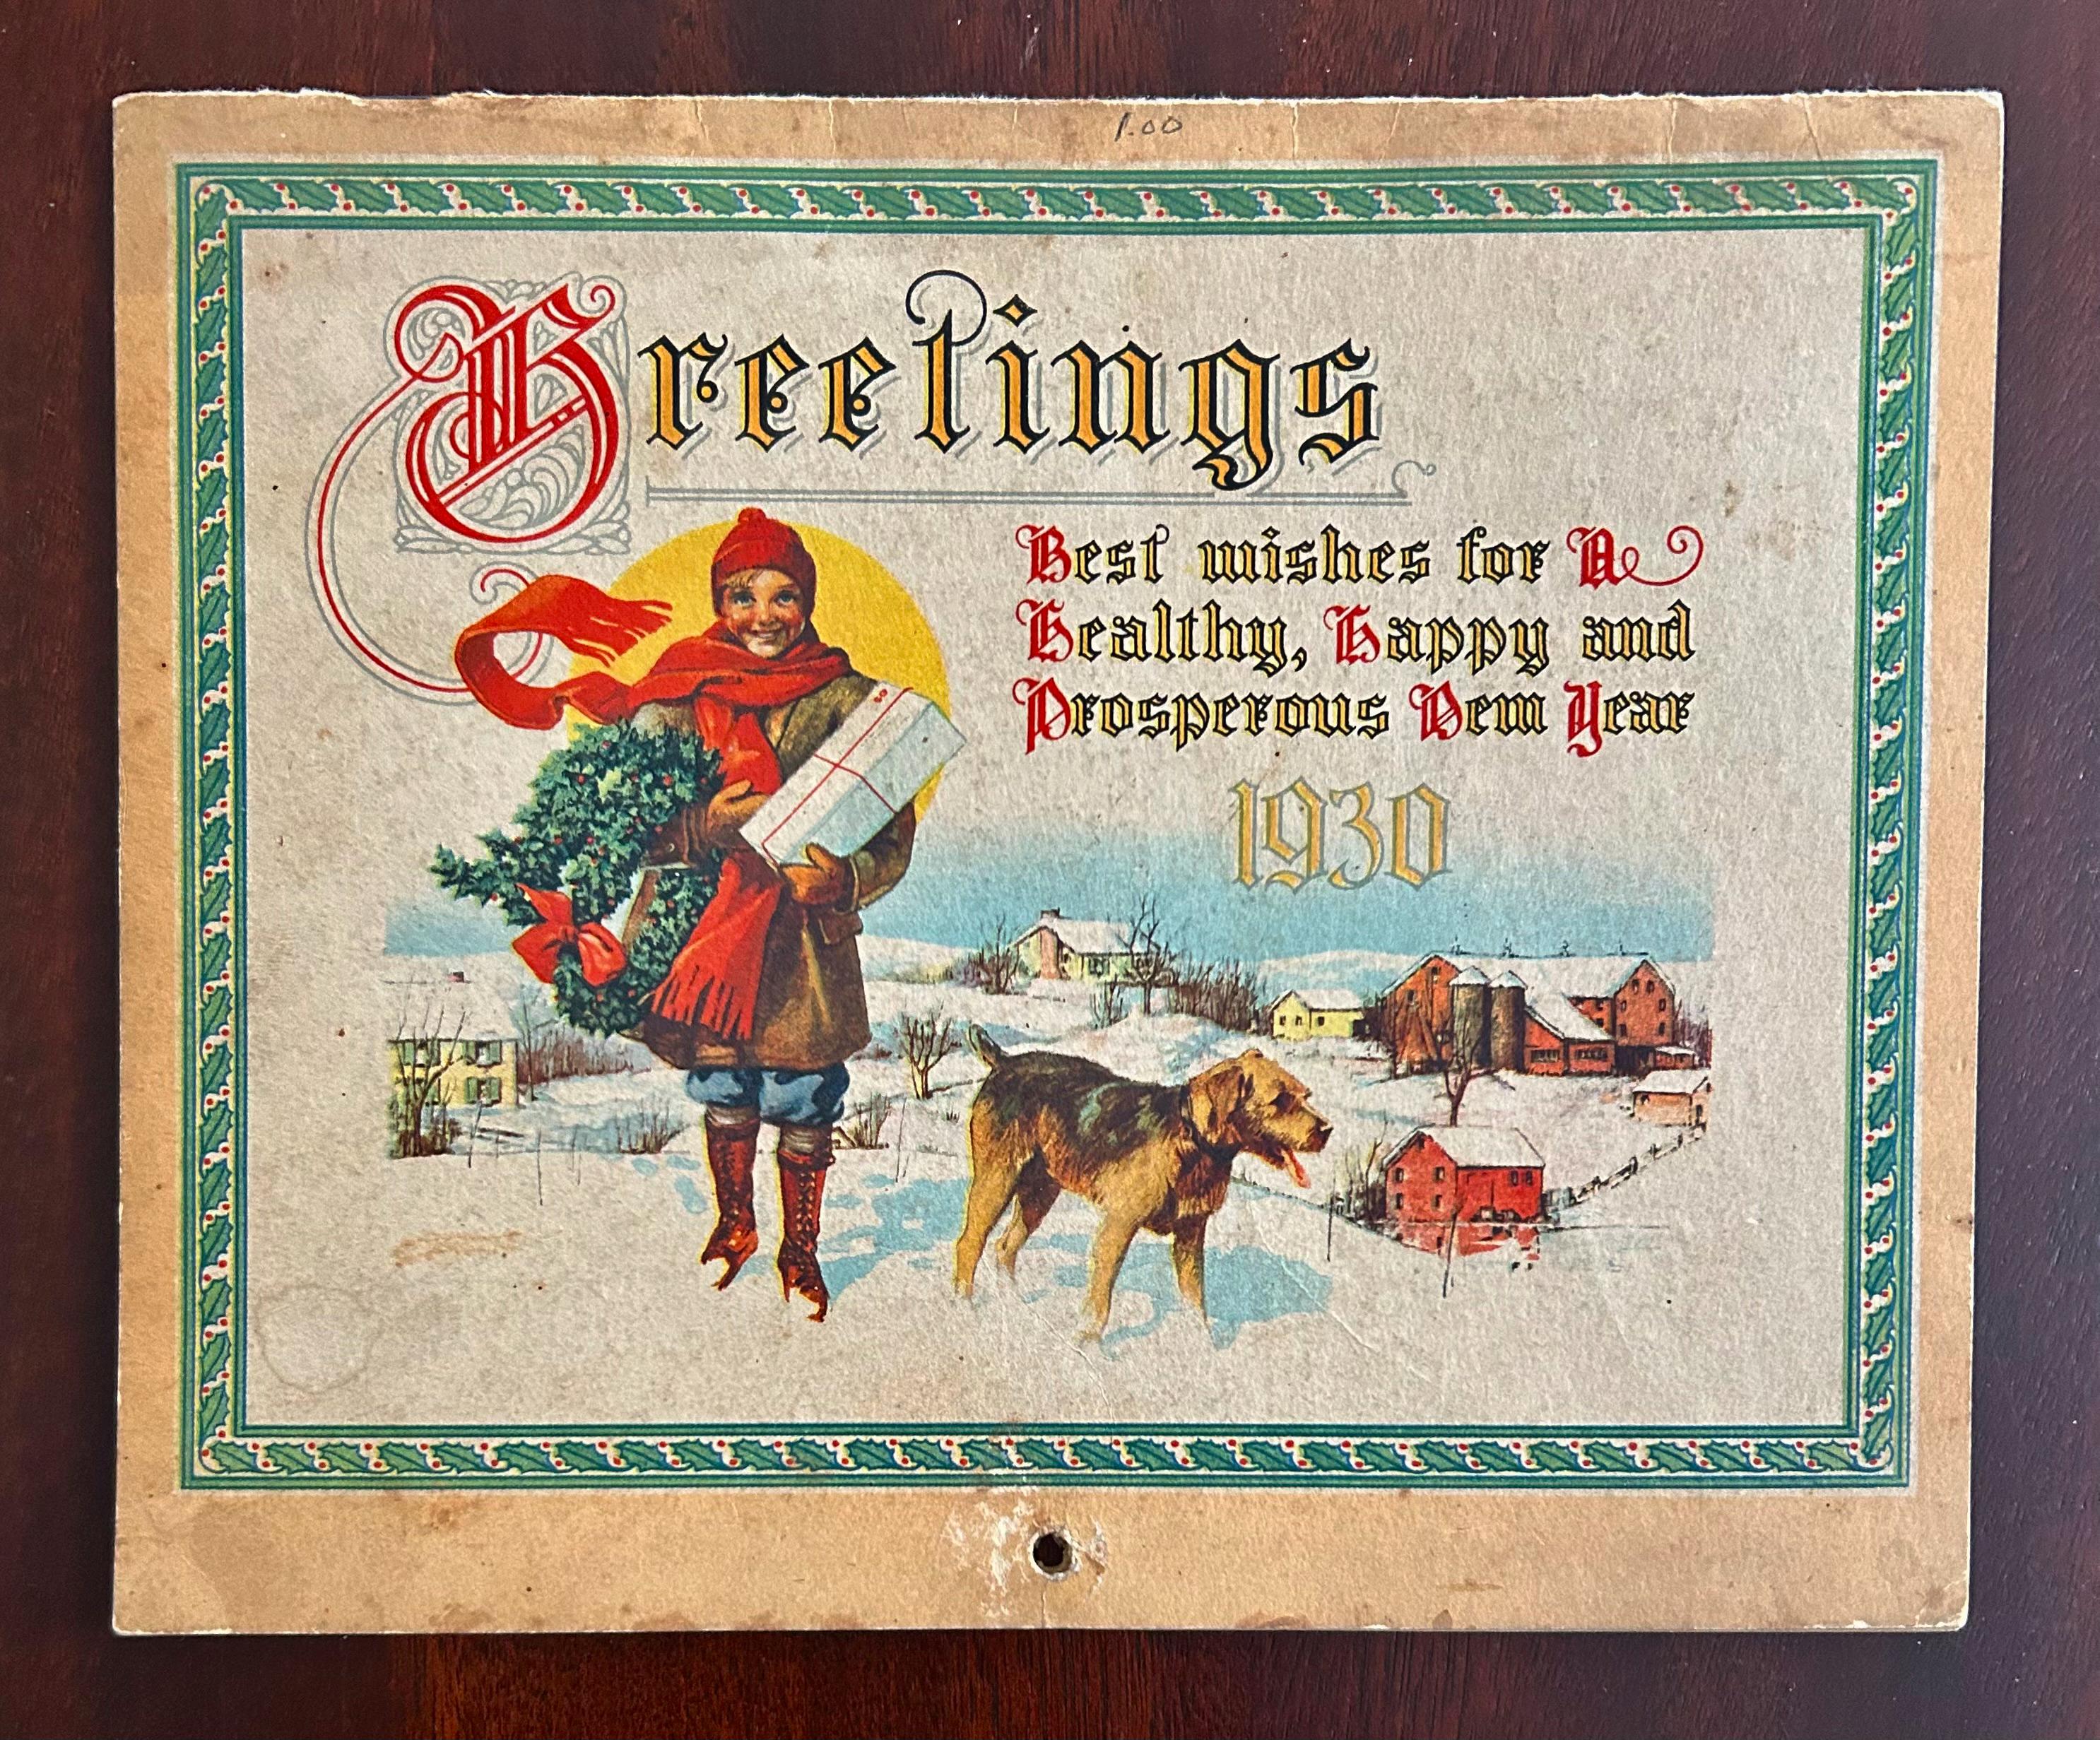 1.00
Greetings
Best wishes for A
Healthy, Happy and
Prosperous New Year
1930